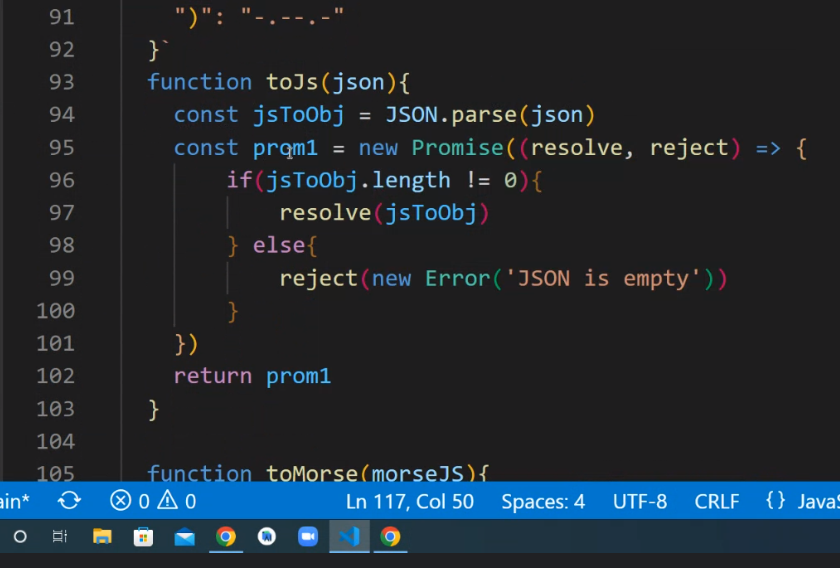 91 ")": "-.--.-"
92 }`
93 function toJs(json){
94 const jsToObj = JSON.parse(json)
95 const prom1 = new Promise((resolve, reject) => {
96 if(jsToObj.length != 0){
97 resolve(jsToObj)
98 } else{
99 reject(new Error('JSON is empty'))
100 }
101 })
102 return prom1
103 }
104
105 function toMorse(morseJS){
ain* 0 0 Ln 117, Col 50 Spaces: 4 UTF-8 CRLF {} JavaS